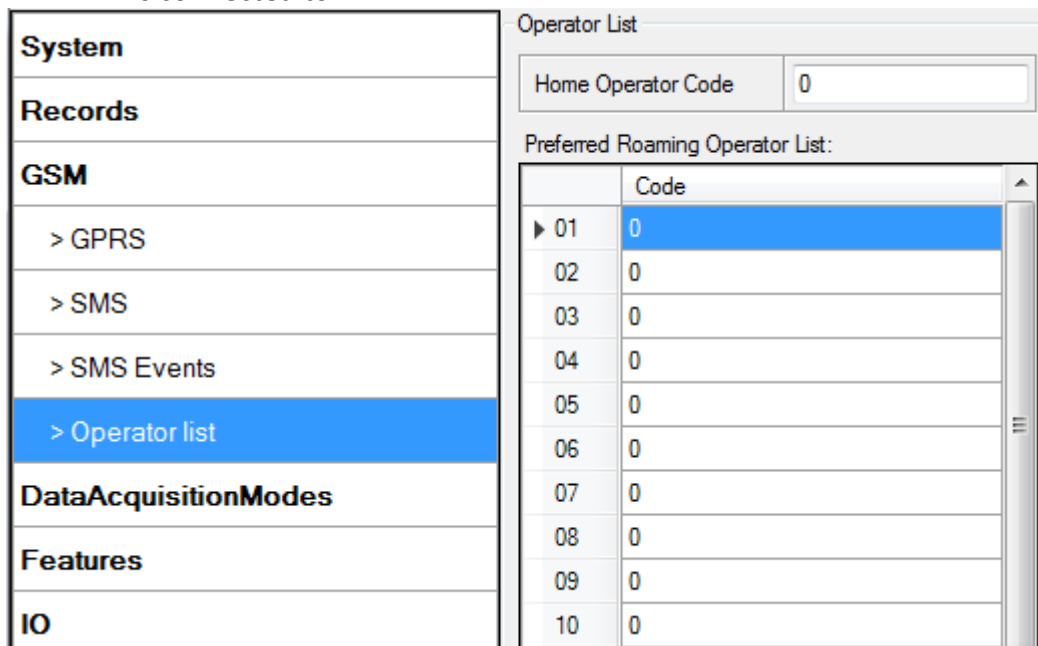 System
Records
GSM
> GPRS
> SMS
> SMS Events
> Operator list
DataAcquisitionModes
Features
IO
Operator List
Home Operator Code 0
Preferred Roaming Operator List:
Code
01 0
02 0
03 0
04 0
05 0
06 0
07 0
08 0
09 0
10 0